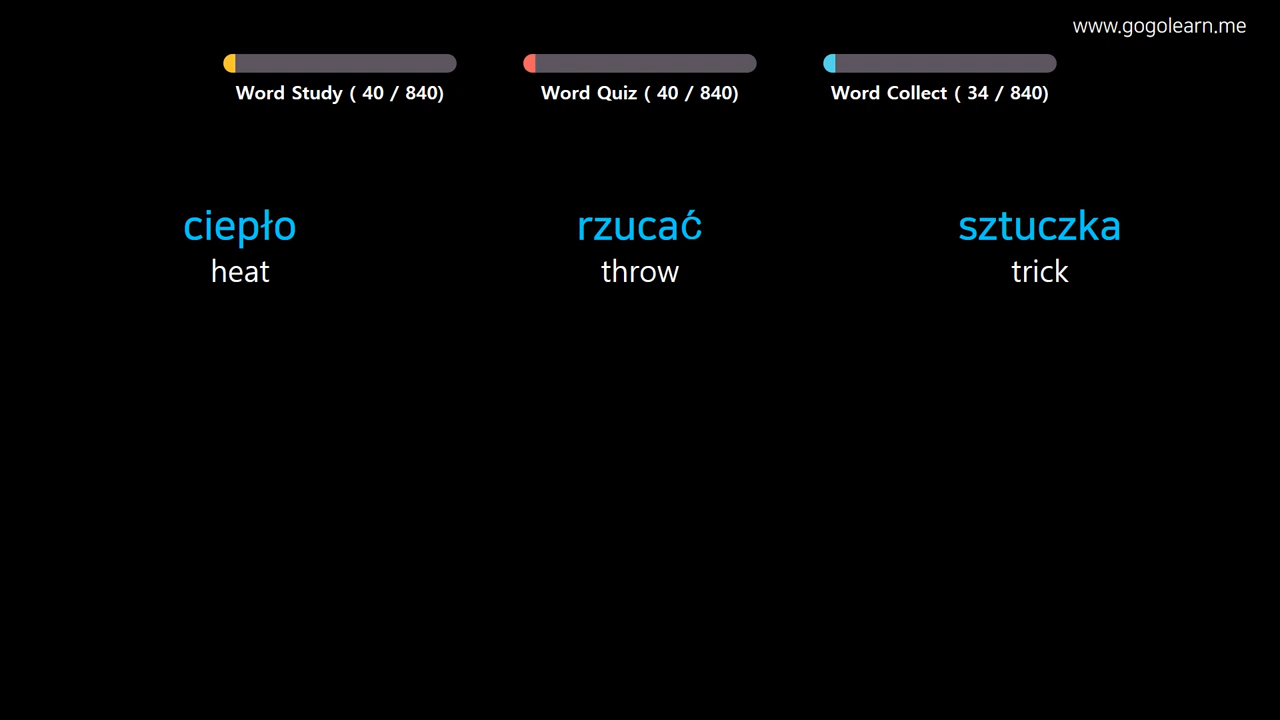 www.gogolearn.me
Word Study ( 40 / 840)
Word Quiz ( 40 / 840)
Word Collect ( 34 / 840)
ciepło
heat
rzucać
throw
sztuczka
trick